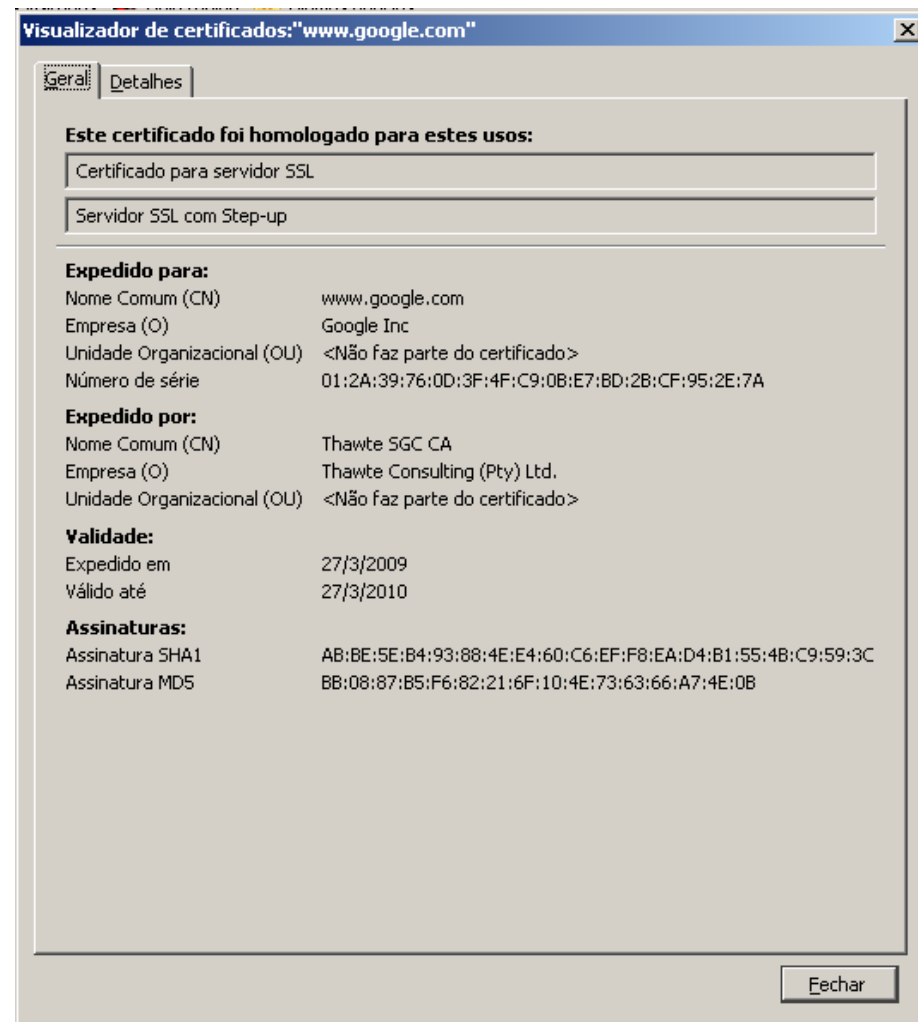 Visualizador de certificados:"www.google.com"
Geral
Detalhes
Este certificado foi homologado para estes usos:
Certificado para servidor SSL
Servidor SSL com Step-up
Expedido para:
Nome Comum (CN) www.google.com
Empresa (O) Google Inc
Unidade Organizacional (OU) <Não faz parte do certificado>
Número de série 01:2A:39:76:0D:3F:4F:C9:0B:E7:BD:2B:CF:95:2E:7A
Expedido por:
Nome Comum (CN) Thawte SGC CA
Empresa (O) Thawte Consulting (Pty) Ltd.
Unidade Organizacional (OU) <Não faz parte do certificado>
Validade:
Expedido em 27/3/2009
Válido até 27/3/2010
Assinaturas:
Assinatura SHA1 AB:BE:5E:B4:93:88:4E:E4:60:C6:EF:F8:EA:D4:B1:55:4B:C9:59:3C
Assinatura MD5 BB:08:87:B5:F6:82:21:6F:10:4E:73:63:66:A7:4E:0B
Fechar